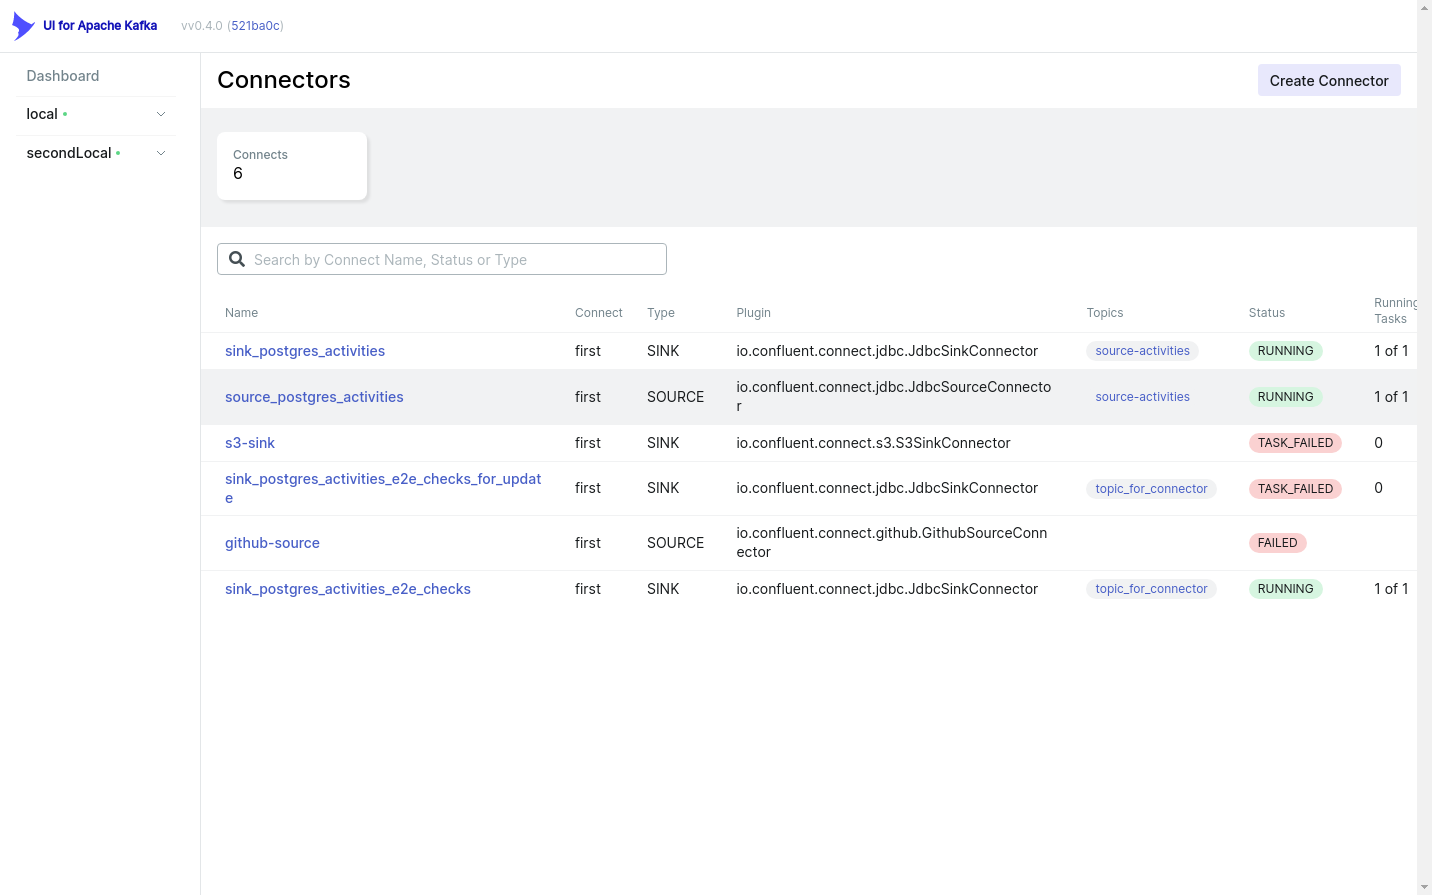 UI for Apache Kafka
vv0.4.0 (521ba0c)
Dashboard
local
secondLocal
Connectors
Create Connector
Connects
6
Search by Connect Name, Status or Type
Name Connect Type Plugin Topics Status Running Tasks
sink_postgres_activities first SINK io.confluent.connect.jdbc.JdbcSinkConnector source-activities RUNNING 1 of 1
source_postgres_activities first SOURCE io.confluent.connect.jdbc.JdbcSourceConnecto
r source-activities RUNNING 1 of 1
s3-sink first SINK io.confluent.connect.s3.S3SinkConnector TASK_FAILED 0
sink_postgres_activities_e2e_checks_for_updat
e first SINK io.confluent.connect.jdbc.JdbcSinkConnector topic_for_connector TASK_FAILED 0
github-source first SOURCE io.confluent.connect.github.GithubSourceConn
ector FAILED
sink_postgres_activities_e2e_checks first SINK io.confluent.connect.jdbc.JdbcSinkConnector topic_for_connector RUNNING 1 of 1